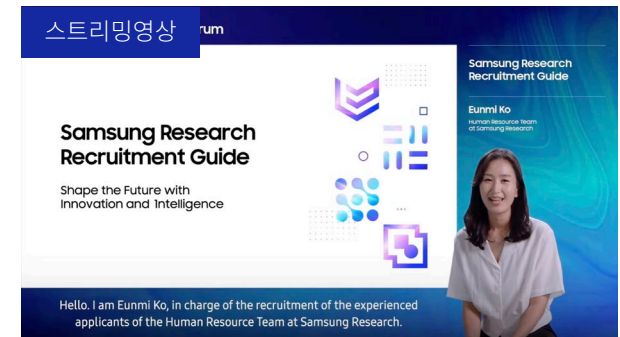 스트리밍영상
rum
Samsung Research
Recruitment Guide
Shape the Future with
Innovation and Intelligence
Samsung Research
Recruitment Guide
Eunmi Ko
Human Resource Team
at Samsung Research
Hello. I am Eunmi Ko, in charge of the recruitment of the experienced
applicants of the Human Resource Team at Samsung Research.